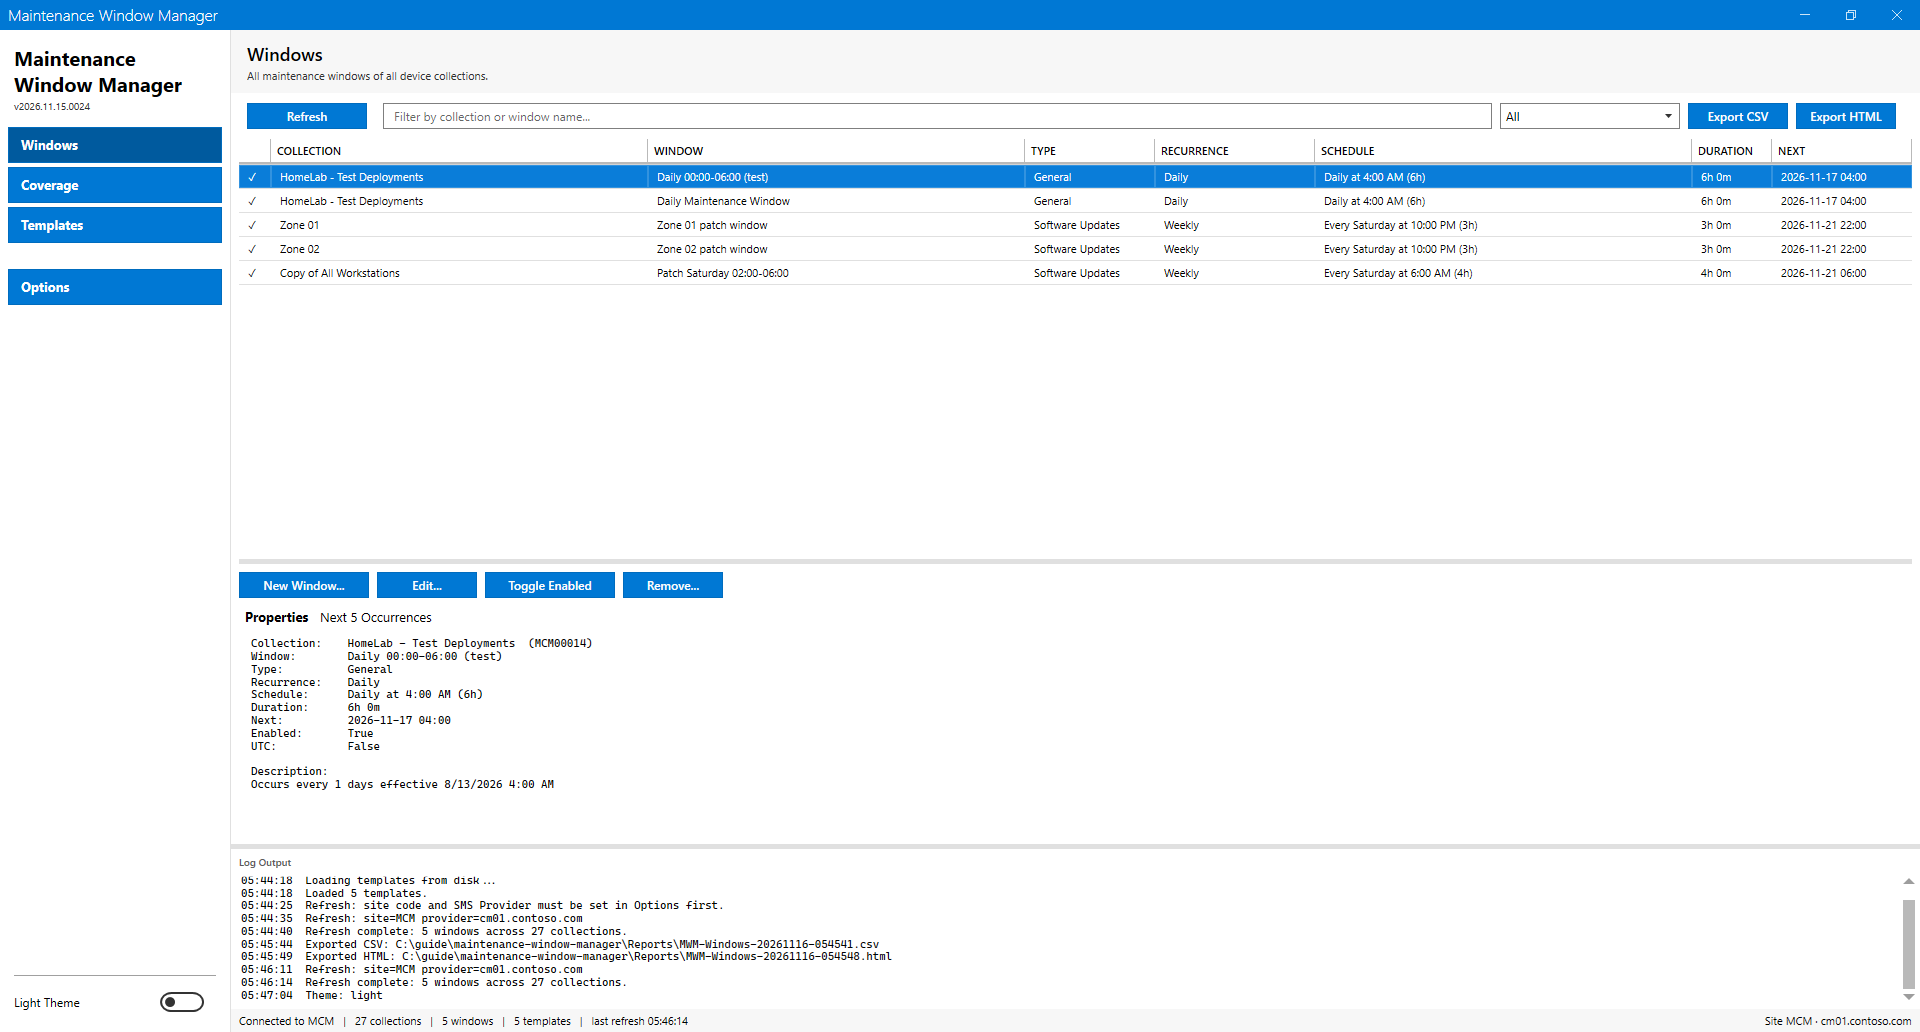 Maintenance Window Manager
Maintenance
Window Manager
v2026.11.15.0024
Windows
Coverage
Templates
Options
Light Theme
Windows
All maintenance windows of all device collections.
Refresh
Filter by collection or window name...
All
Export CSV
Export HTML
COLLECTION WINDOW TYPE RECURRENCE SCHEDULE DURATION NEXT
✓ HomeLab - Test Deployments Daily 00:00-06:00 (test) General Daily Daily at 4:00 AM (6h) 6h 0m 2026-11-17 04:00
✓ HomeLab - Test Deployments Daily Maintenance Window General Daily Daily at 4:00 AM (6h) 6h 0m 2026-11-17 04:00
✓ Zone 01 Zone 01 patch window Software Updates Weekly Every Saturday at 10:00 PM (3h) 3h 0m 2026-11-21 22:00
✓ Zone 02 Zone 02 patch window Software Updates Weekly Every Saturday at 10:00 PM (3h) 3h 0m 2026-11-21 22:00
✓ Copy of All Workstations Patch Saturday 02:00-06:00 Software Updates Weekly Every Saturday at 6:00 AM (4h) 4h 0m 2026-11-21 06:00
New Window...
Edit...
Toggle Enabled
Remove...
Properties Next 5 Occurrences
Collection: HomeLab - Test Deployments (MCM00014)
Window: Daily 00:00-06:00 (test)
Type: General
Recurrence: Daily
Schedule: Daily at 4:00 AM (6h)
Duration: 6h 0m
Next: 2026-11-17 04:00
Enabled: True
UTC: False
Description:
Occurs every 1 days effective 8/13/2026 4:00 AM
Log Output
05:44:18 Loading templates from disk...
05:44:18 Loaded 5 templates.
05:44:25 Refresh: site code and SMS Provider must be set in Options first.
05:44:35 Refresh: site=MCM provider=cm01.contoso.com
05:44:40 Refresh complete: 5 windows across 27 collections.
05:45:44 Exported CSV: C:\guide\maintenance-window-manager\Reports\MWM-Windows-20261116-054541.csv
05:45:49 Exported HTML: C:\guide\maintenance-window-manager\Reports\MWM-Windows-20261116-054548.html
05:46:11 Refresh: site=MCM provider=cm01.contoso.com
05:46:14 Refresh complete: 5 windows across 27 collections.
05:47:04 Theme: light
Connected to MCM | 27 collections | 5 windows | 5 templates | last refresh 05:46:14
Site MCM · cm01.contoso.com